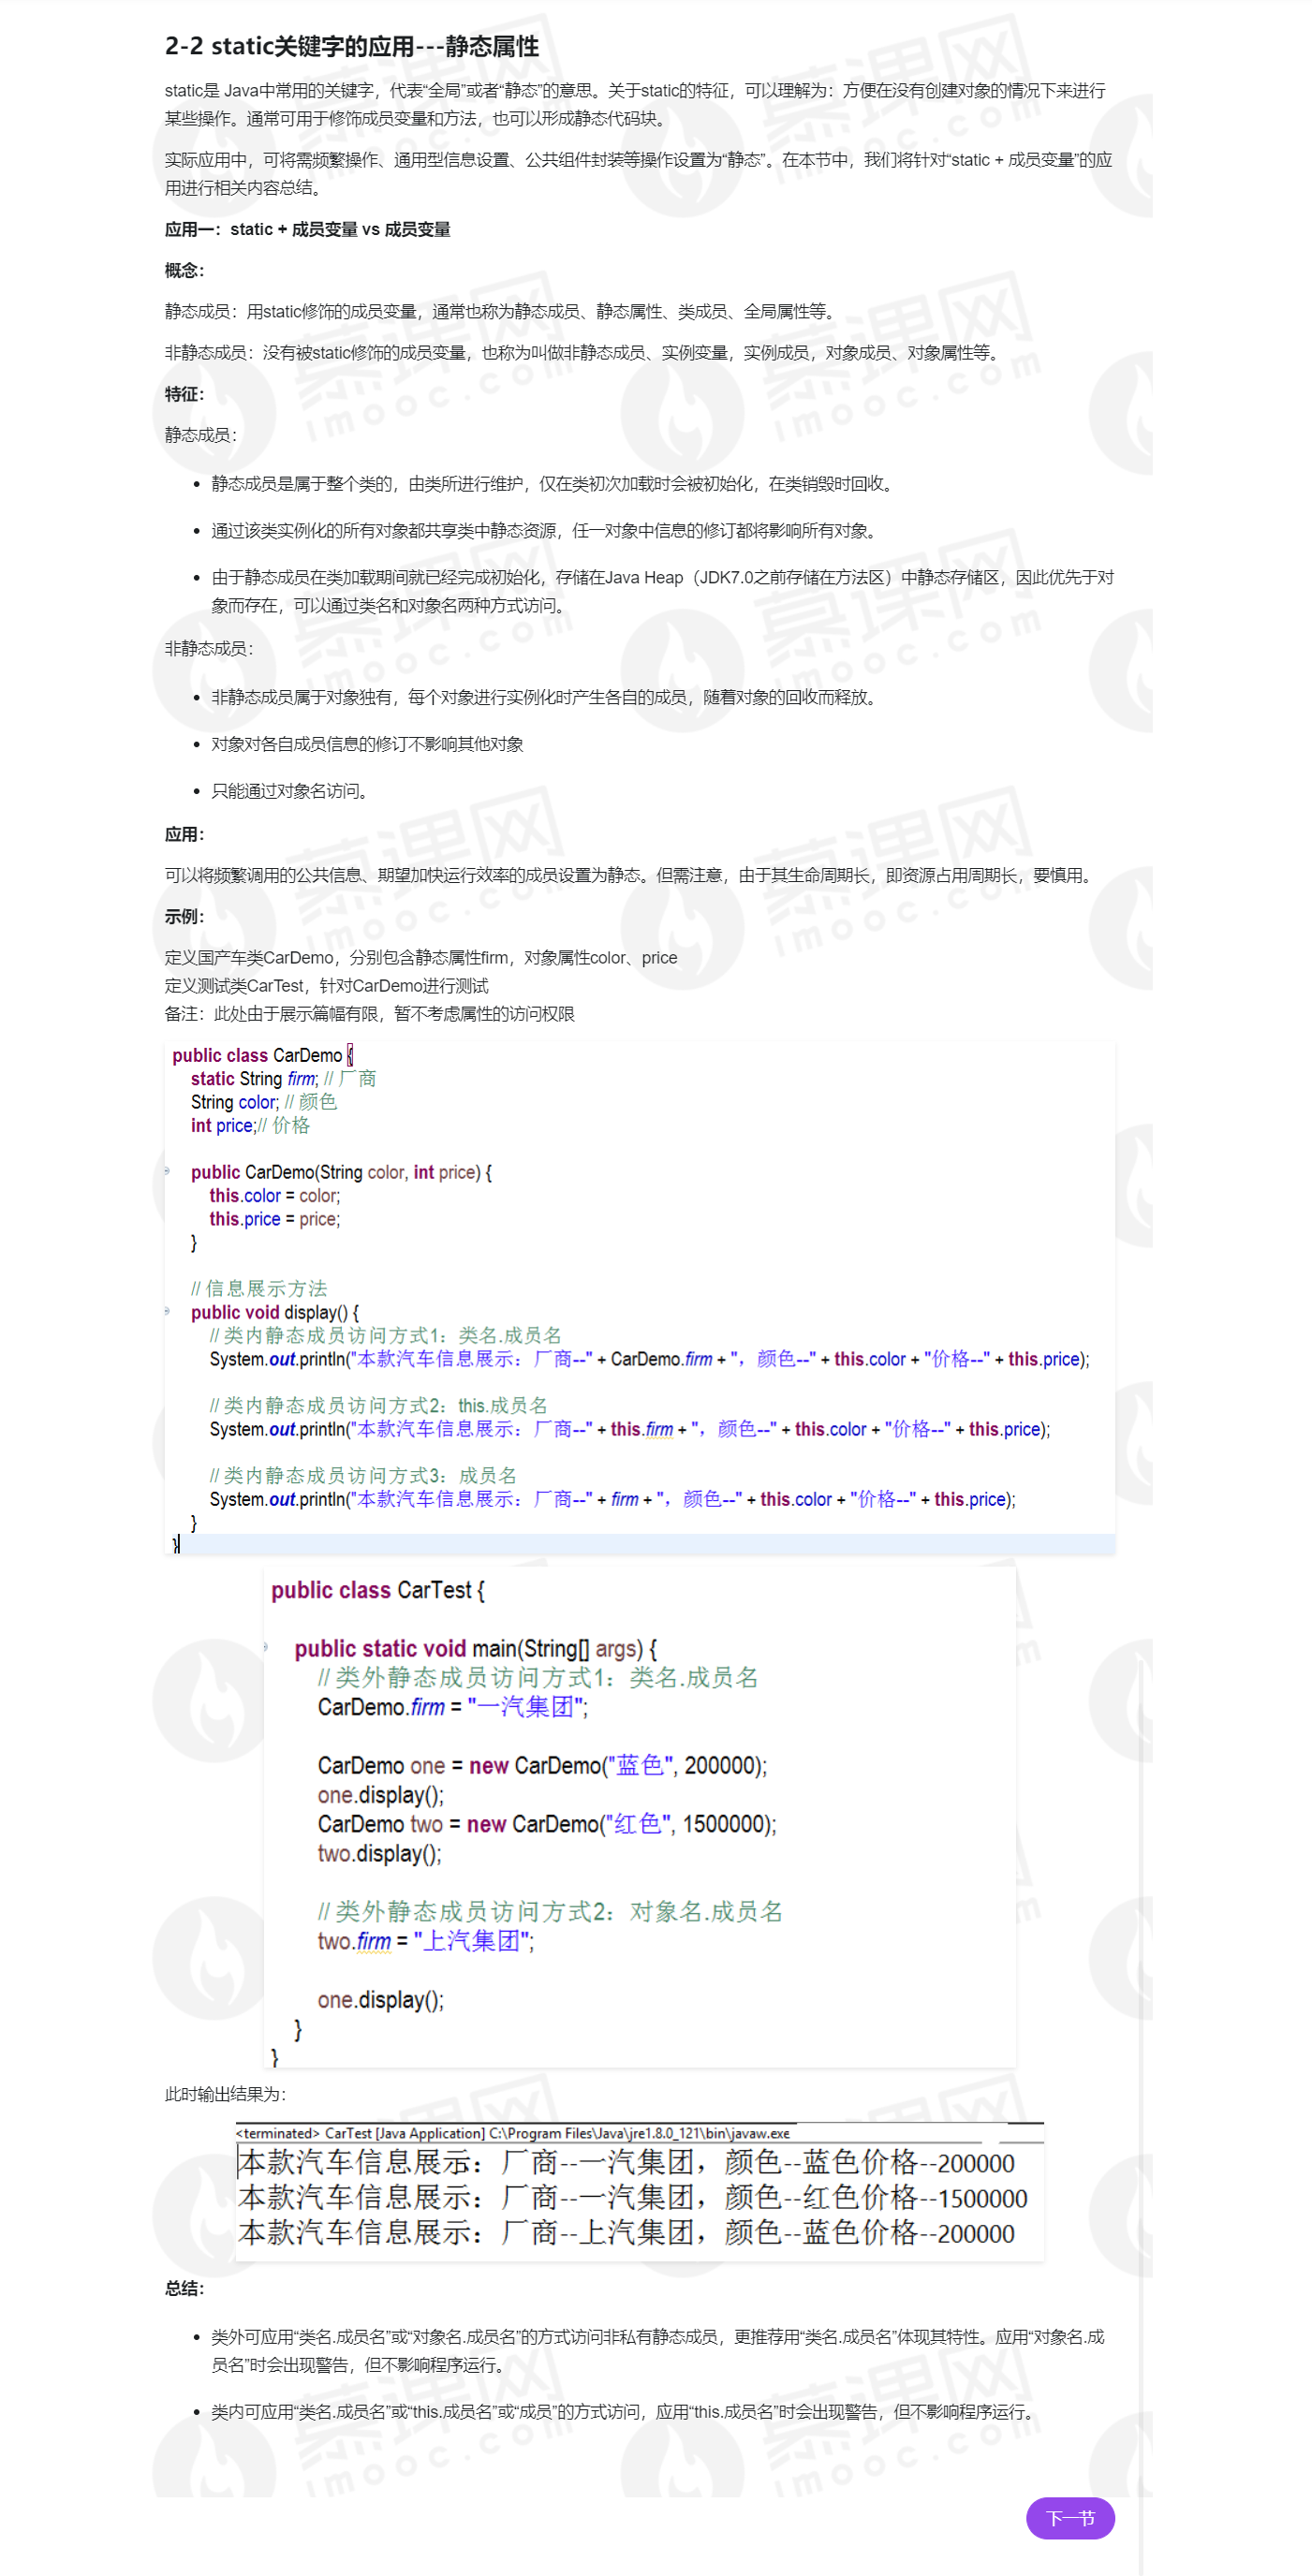 2-2 static关键字的应用---静态属性
static是 Java中常用的关键字，代表“全局”或者“静态”的意思。关于static的特征，可以理解为：方便在没有创建对象的情况下来进行
某些操作。通常可用于修饰成员变量和方法，也可以形成静态代码块。
实际应用中，可将需频繁操作、通用型信息设置、公共组件封装等操作设置为“静态”。在本节中，我们将针对“static + 成员变量”的应
用进行相关内容总结。
应用一：static + 成员变量 vs 成员变量
概念：
静态成员：用static修饰的成员变量，通常也称为静态成员、静态属性、类成员、全局属性等。
非静态成员：没有被static修饰的成员变量，也称为叫做非静态成员、实例变量，实例成员，对象成员、对象属性等。
特征：
静态成员：
• 静态成员是属于整个类的，由类所进行维护，仅在类初次加载时会被初始化，在类销毁时回收。
• 通过该类实例化的所有对象都共享类中静态资源，任一对象中信息的修订都将影响所有对象。
• 由于静态成员在类加载期间就已经完成初始化，存储在Java Heap（JDK7.0之前存储在方法区）中静态存储区，因此优先于对
象而存在，可以通过类名和对象名两种方式访问。
非静态成员：
• 非静态成员属于对象独有，每个对象进行实例化时产生各自的成员，随着对象的回收而释放。
• 对象对各自成员信息的修订不影响其他对象
• 只能通过对象名访问。
应用：
可以将频繁调用的公共信息、期望加快运行效率的成员设置为静态。但需注意，由于其生命周期长，即资源占用周期长，要慎用。
示例：
定义国产车类CarDemo，分别包含静态属性firm，对象属性color、price
定义测试类CarTest，针对CarDemo进行测试
备注：此处由于展示篇幅有限，暂不考虑属性的访问权限
public class CarDemo {
static String firm; // 厂商
String color; // 颜色
int price;// 价格
public CarDemo(String color, int price) {
this.color = color;
this.price = price;
}
// 信息展示方法
public void display() {
// 类内静态成员访问方式1：类名.成员名
System.out.println("本款汽车信息展示：厂商--" + CarDemo.firm + "，颜色--" + this.color + "价格--" + this.price);
// 类内静态成员访问方式2：this.成员名
System.out.println("本款汽车信息展示：厂商--" + this.firm + "，颜色--" + this.color + "价格--" + this.price);
// 类内静态成员访问方式3：成员名
System.out.println("本款汽车信息展示：厂商--" + firm + "，颜色--" + this.color + "价格--" + this.price);
}
}
public class CarTest {
public static void main(String[] args) {
// 类外静态成员访问方式1：类名.成员名
CarDemo.firm = "一汽集团";
CarDemo one = new CarDemo("蓝色", 200000);
one.display();
CarDemo two = new CarDemo("红色", 1500000);
two.display();
// 类外静态成员访问方式2：对象名.成员名
two.firm = "上汽集团";
one.display();
}
}
此时输出结果为：
<terminated> CarTest [Java Application] C:\Program Files\Java\jre1.8.0_121\bin\javaw.exe
本款汽车信息展示：厂商--一汽集团，颜色--蓝色价格--200000
本款汽车信息展示：厂商--一汽集团，颜色--红色价格--1500000
本款汽车信息展示：厂商--上汽集团，颜色--蓝色价格--200000
总结：
• 类外可应用“类名.成员名”或“对象名.成员名”的方式访问非私有静态成员，更推荐用“类名.成员名”体现其特性。应用“对象名.成
员名”时会出现警告，但不影响程序运行。
• 类内可应用“类名.成员名”或“this.成员名”或“成员”的方式访问，应用“this.成员名”时会出现警告，但不影响程序运行。
下一节